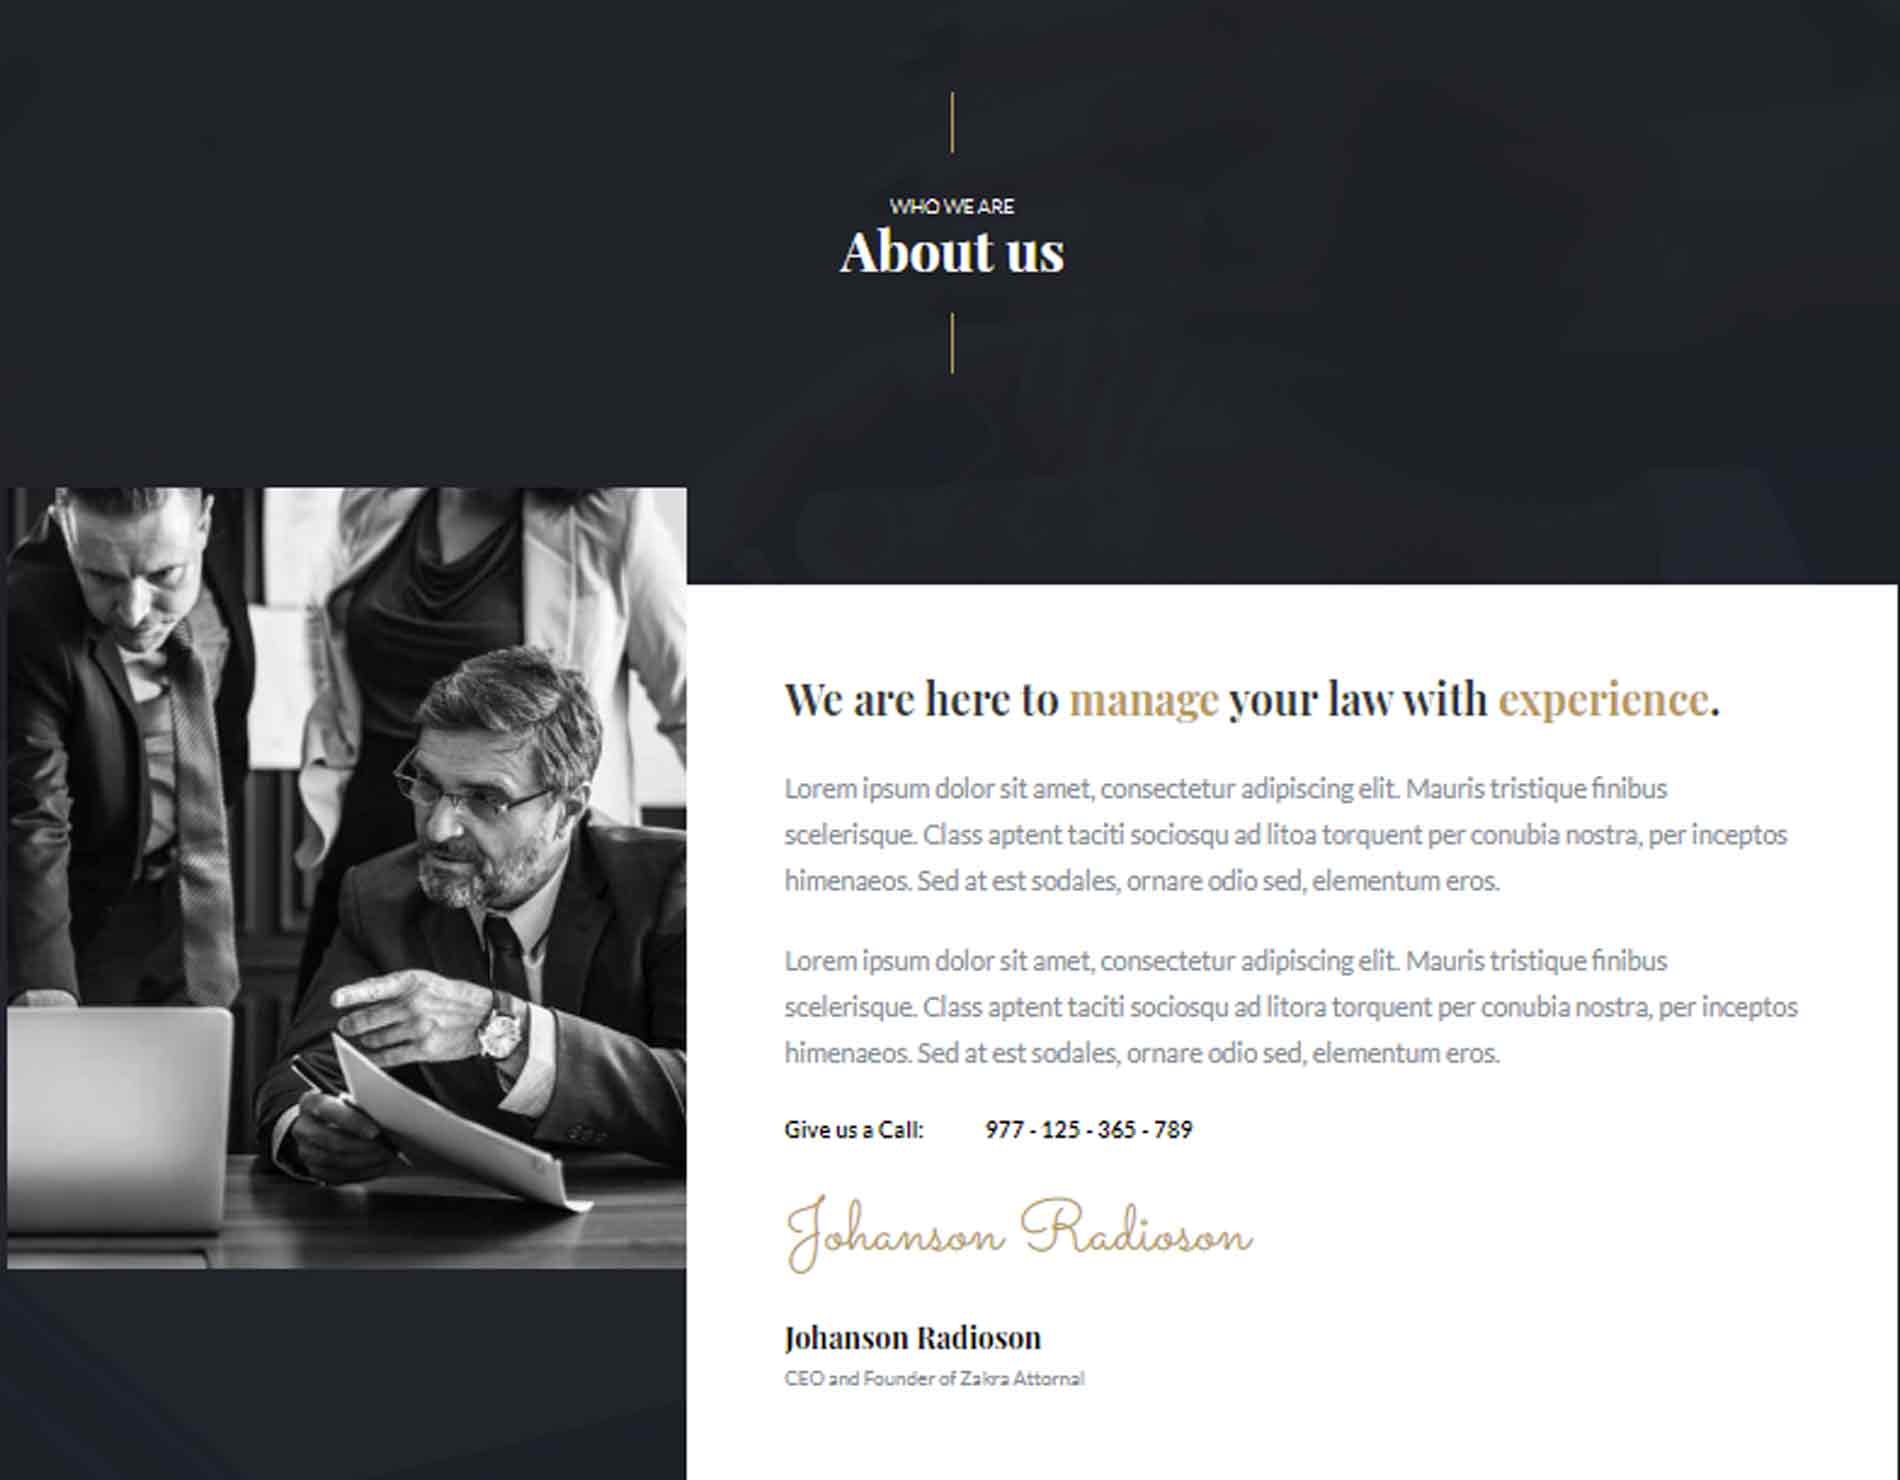 WHO WE ARE
About us
We are here to manage your law with experience.
Lorem ipsum dolor sit amet, consectetur adipiscing elit. Mauris tristique finibus
scelerisque. Class aptent taciti sociosqu ad litoa torquent per conubia nostra, per inceptos
himenaeos. Sed at est sodales, ornare odio sed, elementum eros.
Lorem ipsum dolor sit amet, consectetur adipiscing elit. Mauris tristique finibus
scelerisque. Class aptent taciti sociosqu ad litora torquent per conubia nostra, per inceptos
himenaeos. Sed at est sodales, ornare odio sed, elementum eros.
Give us a Call: 977 - 125 - 365 - 789
Johanson Radioson
Johanson Radioson
CEO and Founder of Zakra Attornal